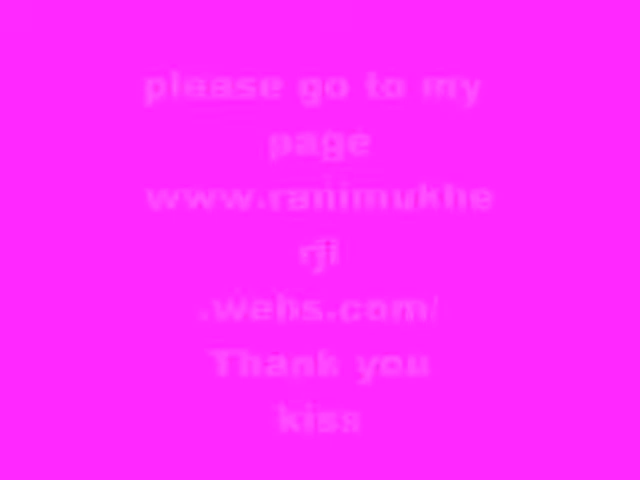 please go to my
page
www.ranimukhe
rji
.webs.com/
Thank you
kiss